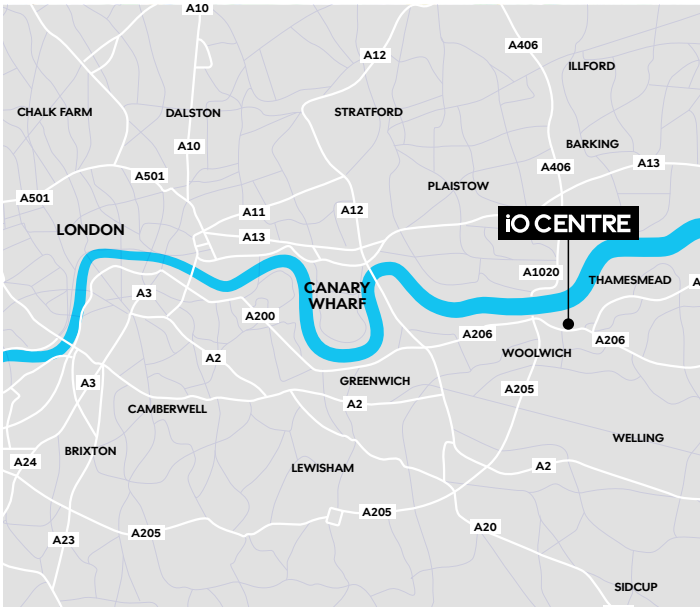 A10
A406
A12
ILLFORD
CHALK FARM
DALSTON
STRATFORD
A10
BARKING
A406
A13
A501
PLAISTOW
A501
A11
A12
iO CENTRE
LONDON
A13
A1020
THAMESMEAD
A
CANARY
WHARF
A3
A200
A206
A206
WOOLWICH
A2
GREENWICH
A3
A205
A2
CAMBERWELL
WELLING
BRIXTON
A24
LEWISHAM
A2
A205
A20
A205
A23
SIDCUP